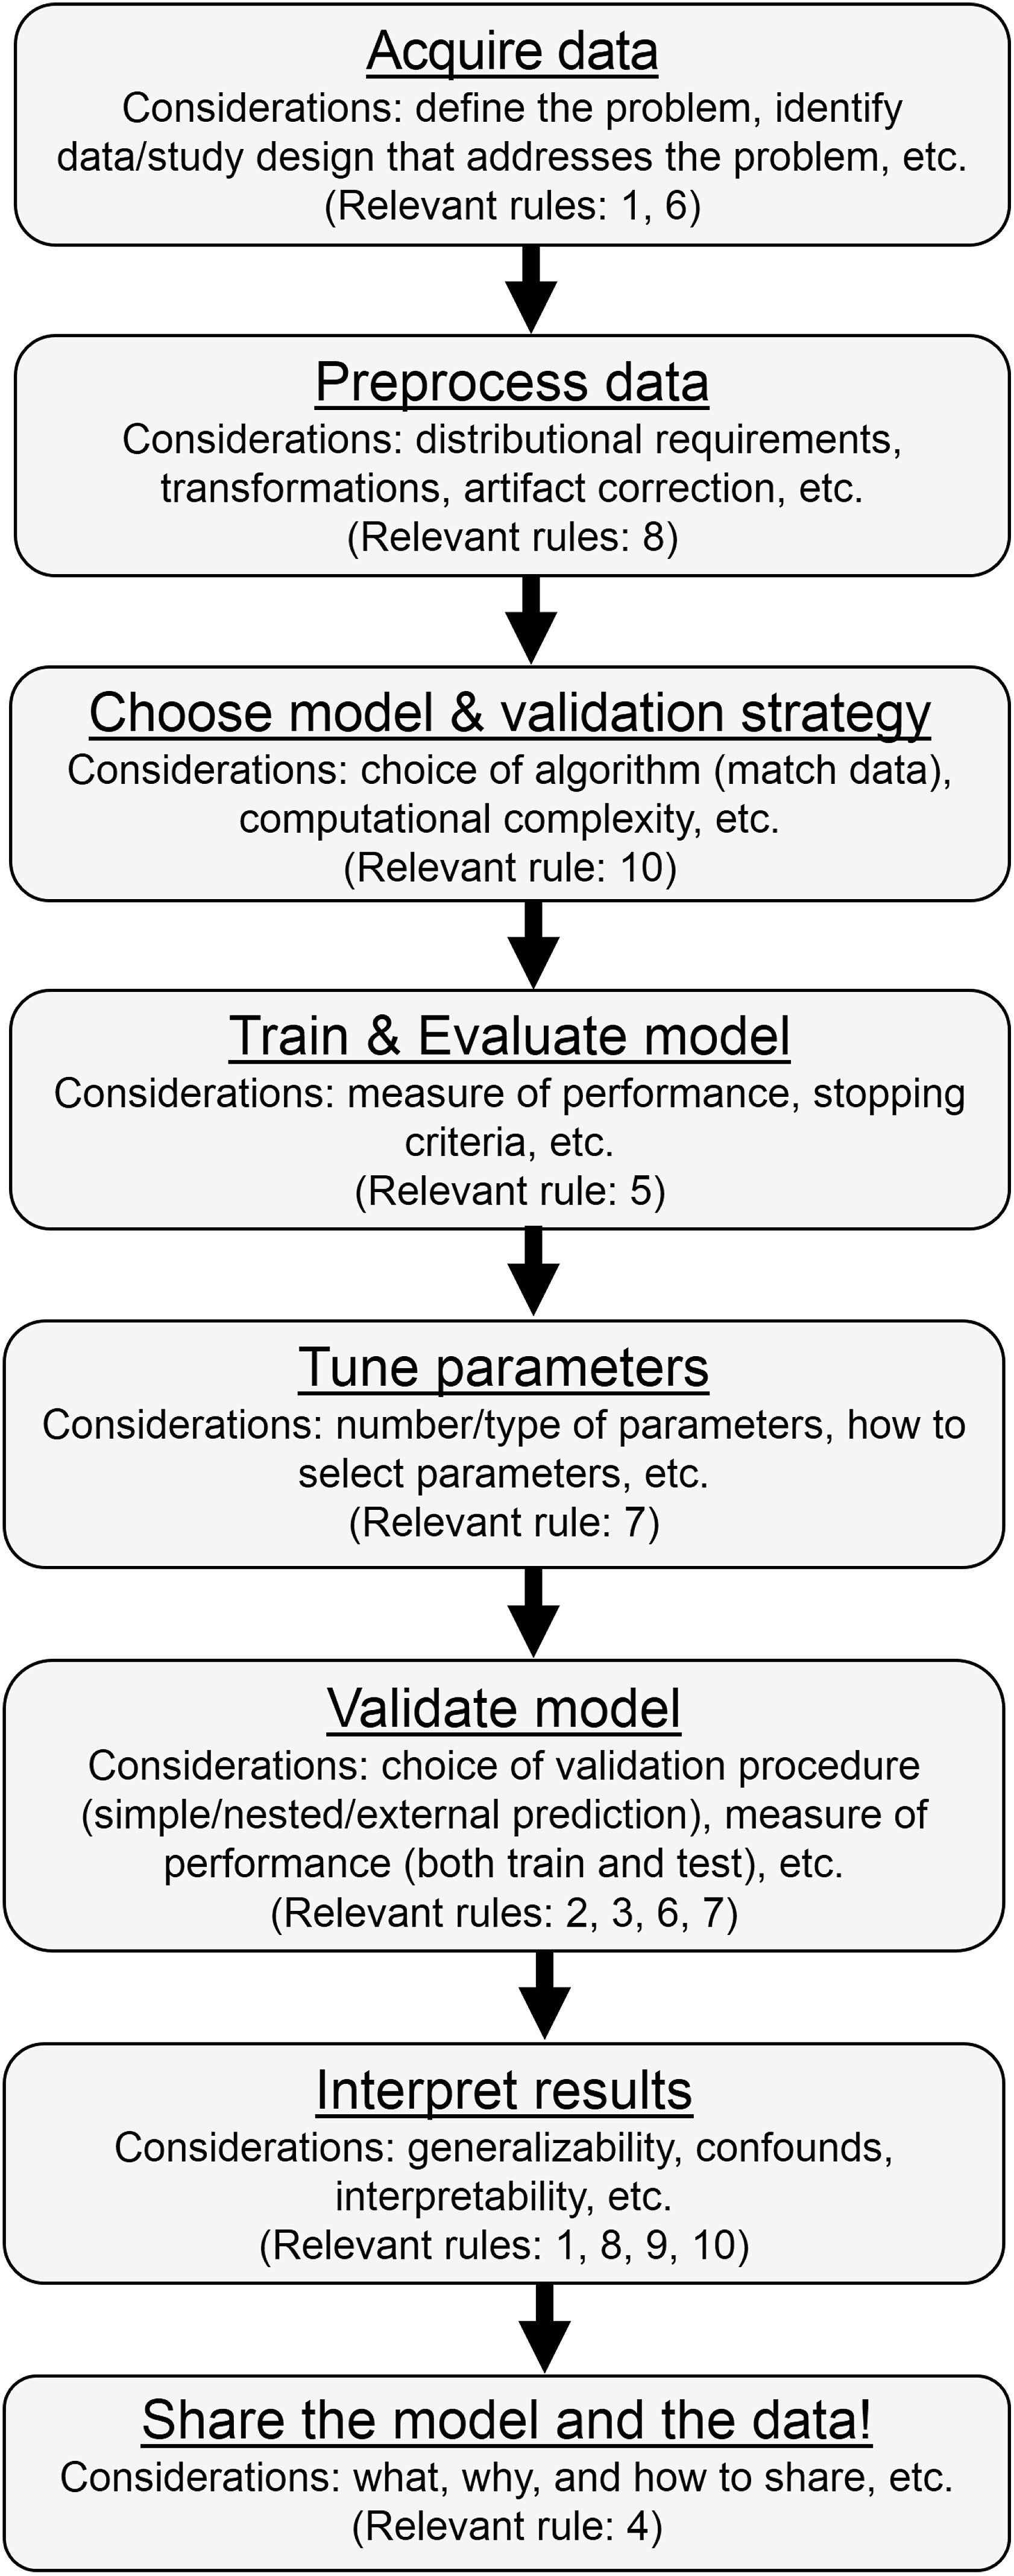 Acquire data
Considerations: define the problem, identify
data/study design that addresses the problem, etc.
(Relevant rules: 1, 6)
Preprocess data
Considerations: distributional requirements,
transformations, artifact correction, etc.
(Relevant rules: 8)
Choose model & validation strategy
Considerations: choice of algorithm (match data),
computational complexity, etc.
(Relevant rule: 10)
Train & Evaluate model
Considerations: measure of performance, stopping
criteria, etc.
(Relevant rule: 5)
Tune parameters
Considerations: number/type of parameters, how to
select parameters, etc.
(Relevant rule: 7)
Validate model
Considerations: choice of validation procedure
(simple/nested/external prediction), measure of
performance (both train and test), etc.
(Relevant rules: 2, 3, 6, 7)
Interpret results
Considerations: generalizability, confounds,
interpretability, etc.
(Relevant rules: 1, 8, 9, 10)
Share the model and the data!
Considerations: what, why, and how to share, etc.
(Relevant rule: 4)